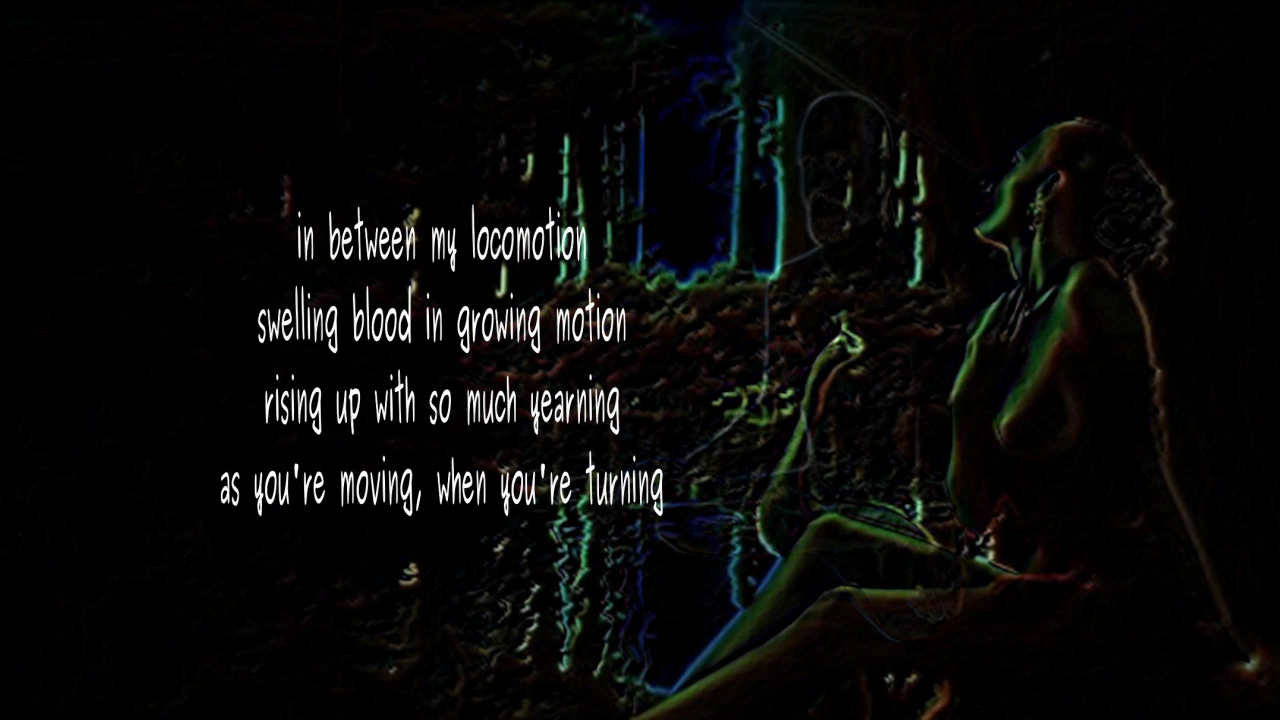 in between my locomotion
swelling blood in growing motion
rising up with so much yearning
as you're moving, when you're turning